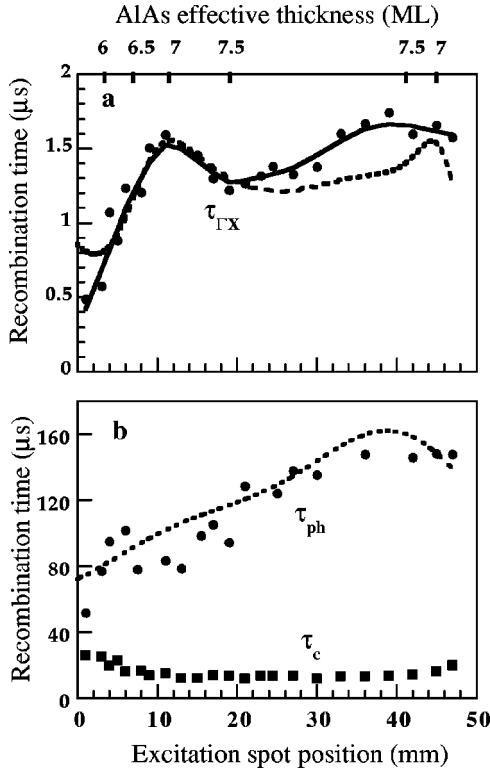 AlAs effective thickness (ML)
6 6.5 7 7.5 7.5 7
2
a
1.5
1
0.5
0
Recombination time (μs)
τΓX
b
160
120
80
40
0
Recombination time (μs)
τph
τc
0 10 20 30 40 50
Excitation spot position (mm)